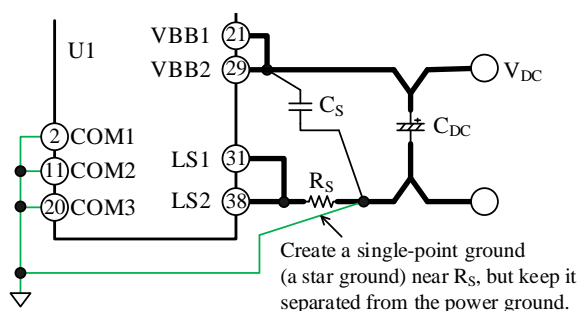 U1
VBB1
21
VBB2
29
VDC
CS
CDC
2
COM1
11
COM2
20
COM3
LS1
31
LS2
38
RS
Create a single-point ground
(a star ground) near RS, but keep it
separated from the power ground.